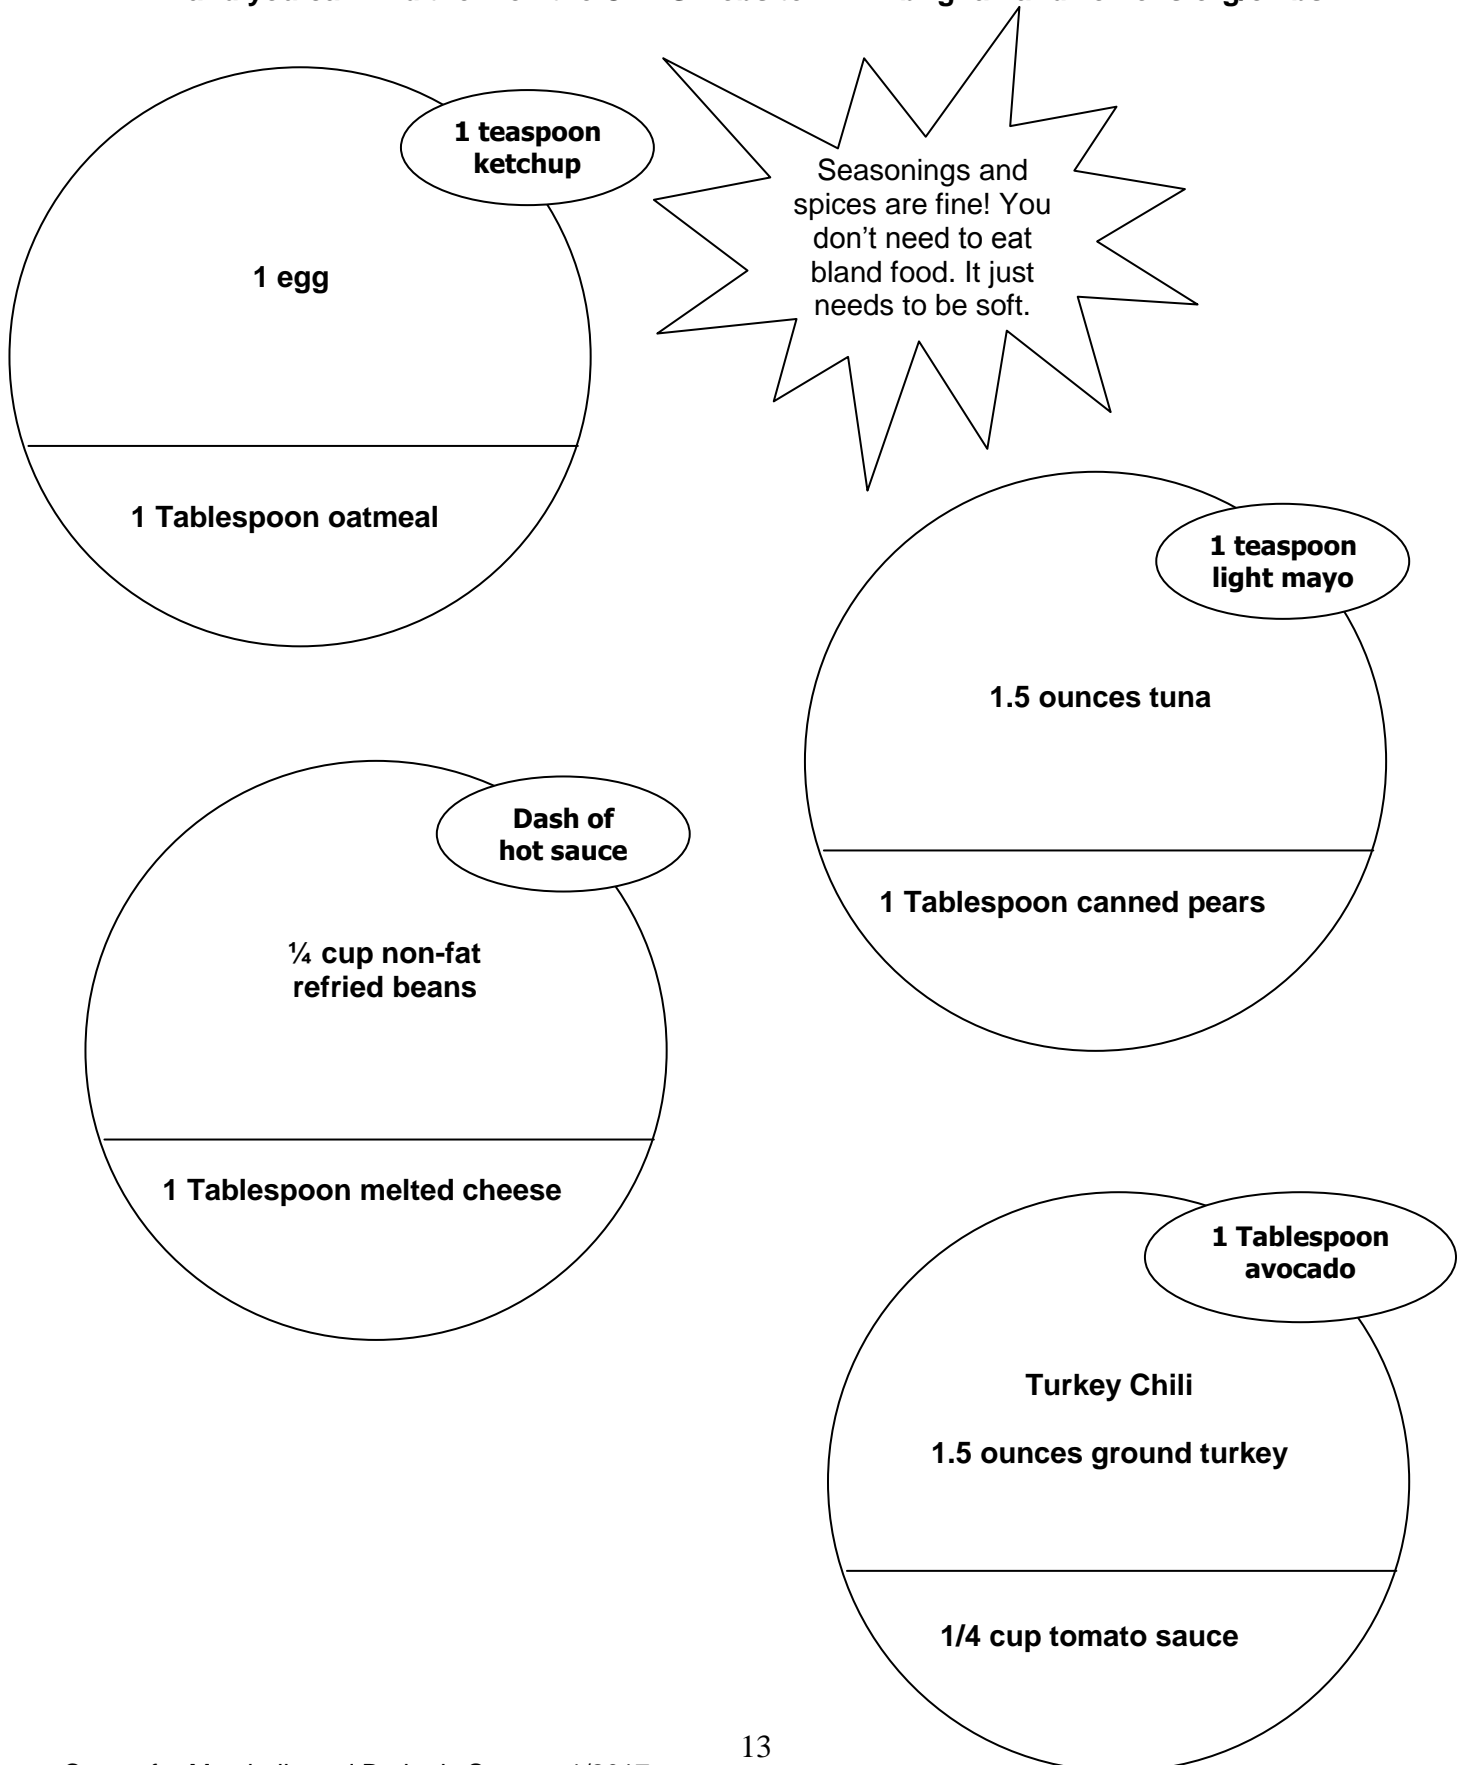 1 teaspoon
ketchup
Seasonings and
spices are fine! You
don’t need to eat
bland food. It just
needs to be soft.
1 egg
1 Tablespoon oatmeal
1 teaspoon
light mayo
1.5 ounces tuna
1 Tablespoon canned pears
Dash of
hot sauce
¼ cup non-fat
refried beans
1 Tablespoon melted cheese
1 Tablespoon
avocado
Turkey Chili
1.5 ounces ground turkey
1/4 cup tomato sauce
13